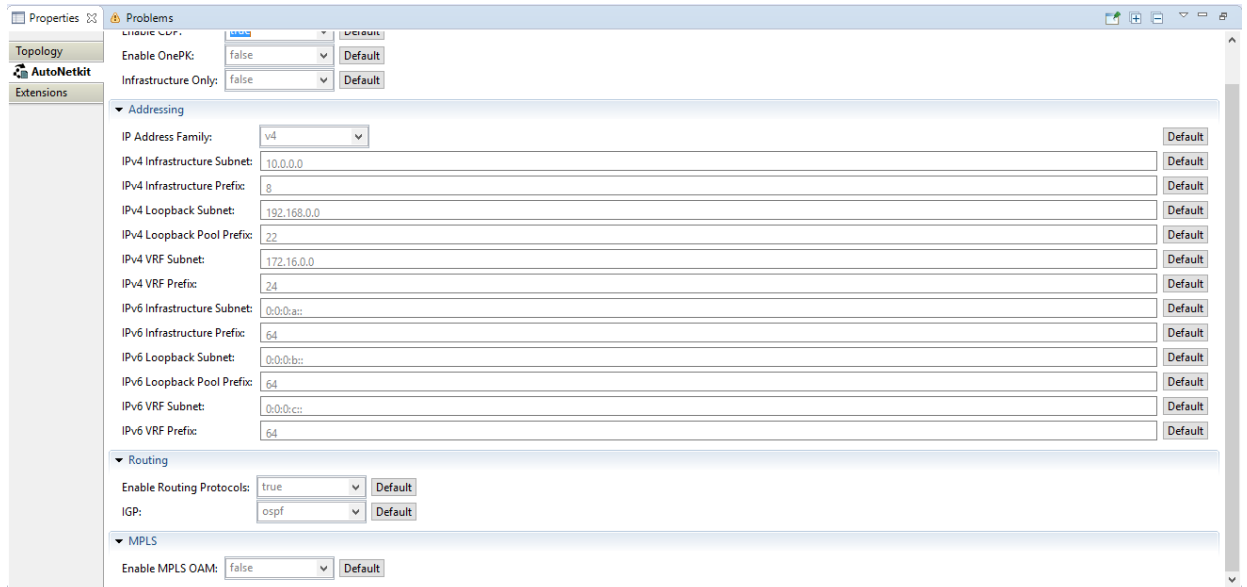 Properties Problems
Topology
AutoNetkit
Extensions
Enable CDP: true Default
Enable OnePK: false Default
Infrastructure Only: false Default
Addressing
IP Address Family: v4 Default
IPv4 Infrastructure Subnet: 10.0.0.0 Default
IPv4 Infrastructure Prefix: 8 Default
IPv4 Loopback Subnet: 192.168.0.0 Default
IPv4 Loopback Pool Prefix: 22 Default
IPv4 VRF Subnet: 172.16.0.0 Default
IPv4 VRF Prefix: 24 Default
IPv6 Infrastructure Subnet: 0:0:0:a:: Default
IPv6 Infrastructure Prefix: 64 Default
IPv6 Loopback Subnet: 0:0:0:b:: Default
IPv6 Loopback Pool Prefix: 64 Default
IPv6 VRF Subnet: 0:0:0:c:: Default
IPv6 VRF Prefix: 64 Default
Routing
Enable Routing Protocols: true Default
IGP: ospf Default
MPLS
Enable MPLS OAM: false Default